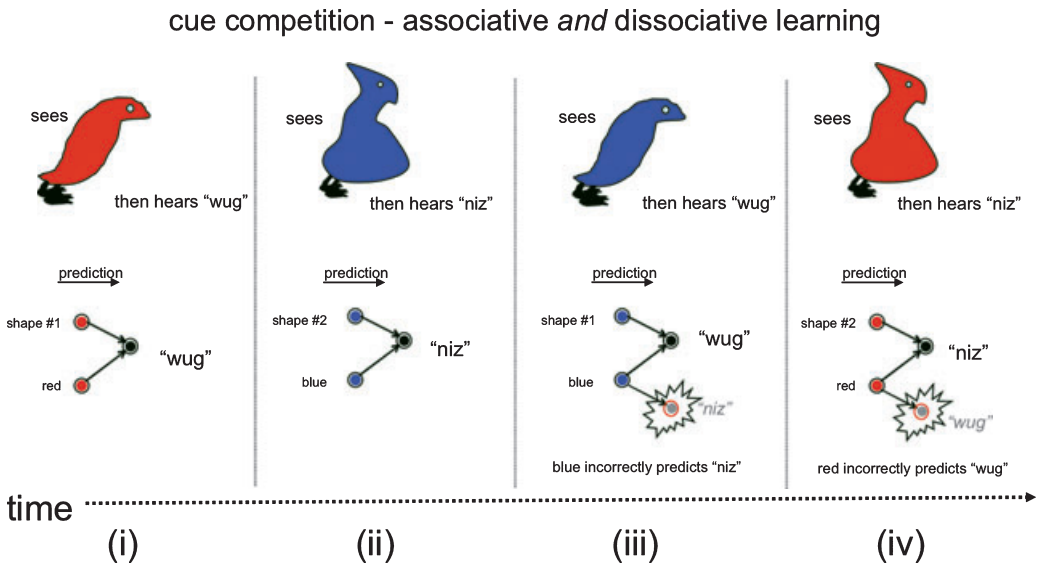 cue competition - associative and dissociative learning
sees
then hears “wug”
prediction
shape #1
red
“wug”
sees
then hears “niz”
prediction
shape #2
blue
“niz”
sees
then hears “wug”
prediction
shape #1
blue
“wug”
“niz”
blue incorrectly predicts “niz”
sees
then hears “niz”
prediction
shape #2
red
“niz”
“wug”
red incorrectly predicts “wug”
time
(i)
(ii)
(iii)
(iv)